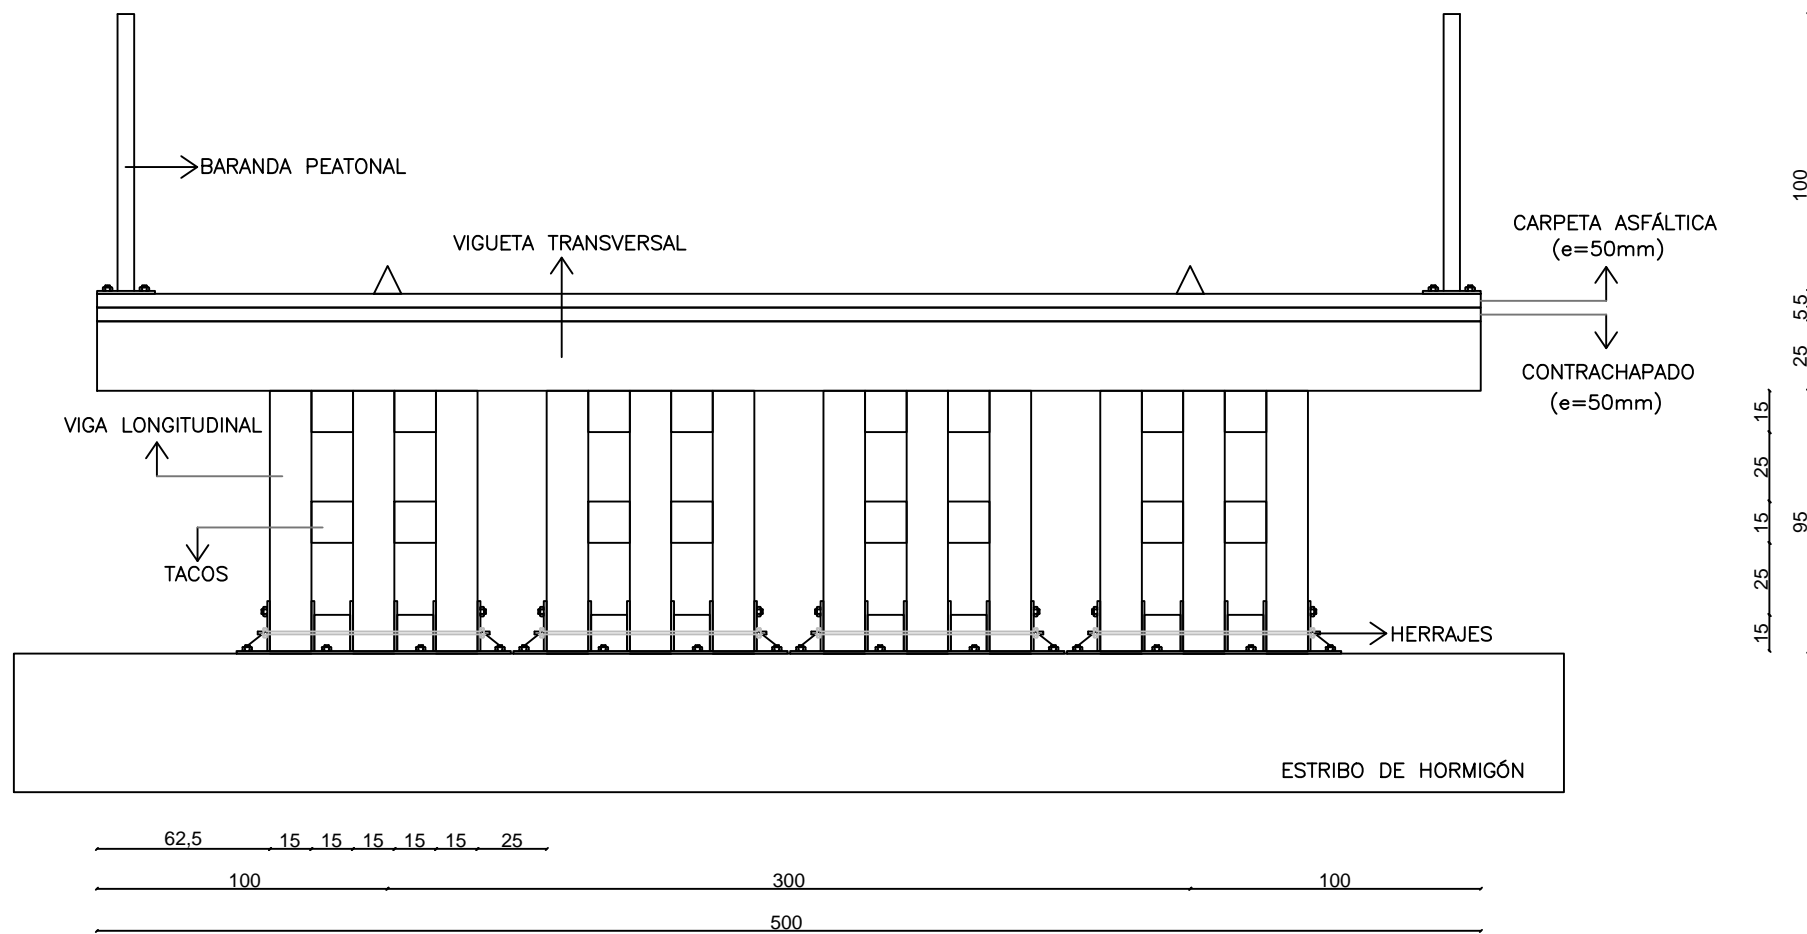 BARANDA PEATONAL
VIGUETA TRANSVERSAL
CARPETA ASFÁLTICA
(e=50mm)
CONTRACHAPADO
(e=50mm)
VIGA LONGITUDINAL
TACOS
HERRAJES
ESTRIBO DE HORMIGÓN
100
5
5
25
95
15
25
15
25
15
62,5 15 15 15 15 15 25
100 300 100
500